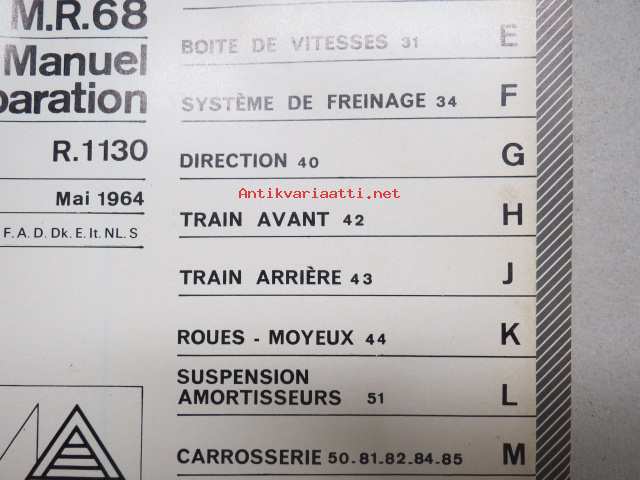 M.R.68
Manuel
paration
R.1130
Mai 1964
F. A. D. Dk. E. It. NL. S
BOITE DE VITESSES 31 E
SYSTÈME DE FREINAGE 34 F
DIRECTION 40 G
Antikvariaatti.net
TRAIN AVANT 42 H
TRAIN ARRIÈRE 43 J
ROUES - MOYEUX 44 K
SUSPENSION
AMORTISSEURS 51 L
CARROSSERIE 50.81.82.84.85 M